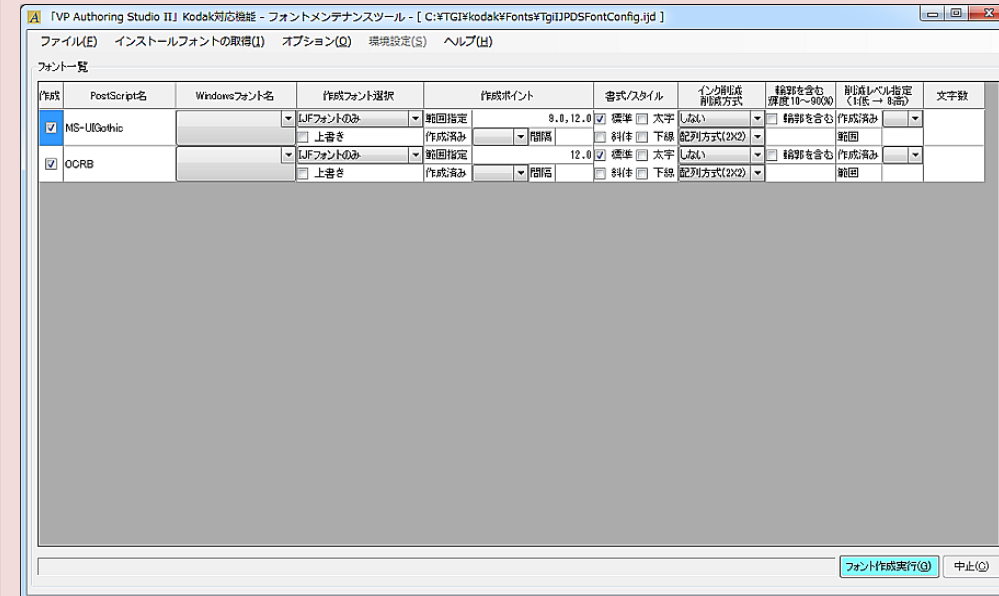 「VP Authoring Studio II」Kodak対応機能 - フォントメンテナンスツール - [ C:¥TGI¥kodak¥Fonts¥TgiIJPDSFontConfig.ijd ]
ファイル(F) インストールフォントの取得(I) オプション(O) 環境設定(S) ヘルプ(H)
フォント一覧
作成 PostScript名 Windowsフォント名 作成フォント選択 作成ポイント 書式/スタイル インク削減 輪郭を含む 削減レベル指定 文字数
削減方式 輝度10~90(%) (1:低 → 8:高)
MS-UIGothic IJFフォントのみ 範囲指定 8.0,12.0 標準 太字 しない 輪郭を含む 作成済み
上書き 作成済み 間隔 斜体 下線 配列方式(2X2) 範囲
OCRB IJFフォントのみ 範囲指定 12.0 標準 太字 しない 輪郭を含む 作成済み
上書き 作成済み 間隔 斜体 下線 配列方式(2X2) 範囲
フォント作成実行(G) 中止(C)